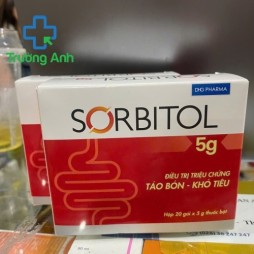 Trường Anh
DHG PHARMA
SORBITOL
5g
ĐIỀU TRỊ TRIỆU CHỨNG
TÁO BÓN - KHÓ TIÊU
Hộp 20 gói x 5 g thuốc bột